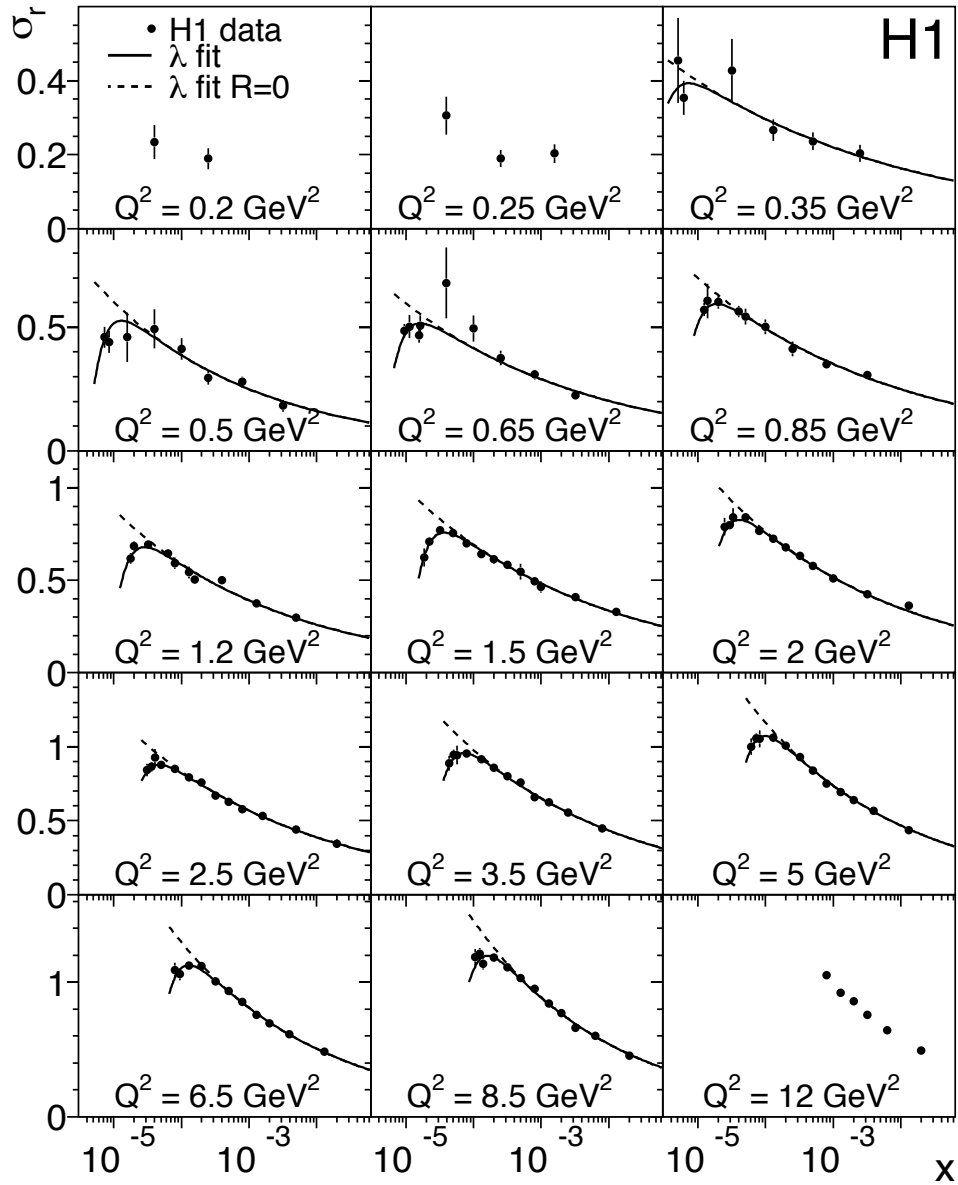 σr
H1
H1 data
λ fit
λ fit R=0
0.4
0.2
0
Q² = 0.2 GeV²
Q² = 0.25 GeV²
Q² = 0.35 GeV²
0.5
0
Q² = 0.5 GeV²
Q² = 0.65 GeV²
Q² = 0.85 GeV²
1
0.5
0
Q² = 1.2 GeV²
Q² = 1.5 GeV²
Q² = 2 GeV²
1
0.5
0
Q² = 2.5 GeV²
Q² = 3.5 GeV²
Q² = 5 GeV²
1
0
Q² = 6.5 GeV²
Q² = 8.5 GeV²
Q² = 12 GeV²
10⁻⁵ 10⁻³ 10⁻⁵ 10⁻³ 10⁻⁵ 10⁻³ x